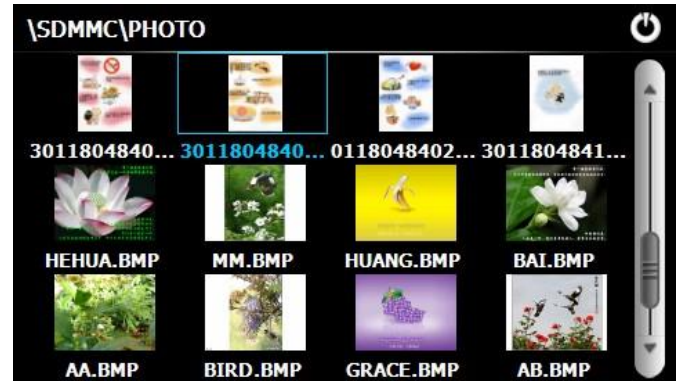 \SDMMC\PHOTO
3011804840... 3011804840... 0118048402... 3011804841...
HEHUA.BMP MM.BMP HUANG.BMP BAI.BMP
AA.BMP BIRD.BMP GRACE.BMP AB.BMP